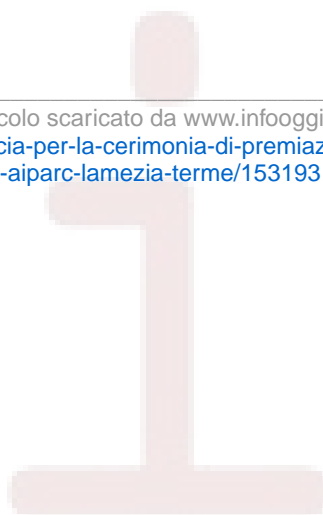 colo scaricato da www.infooggi
cia-per-la-cerimonia-di-premiaz
-aiparc-lamezia-terme/153193